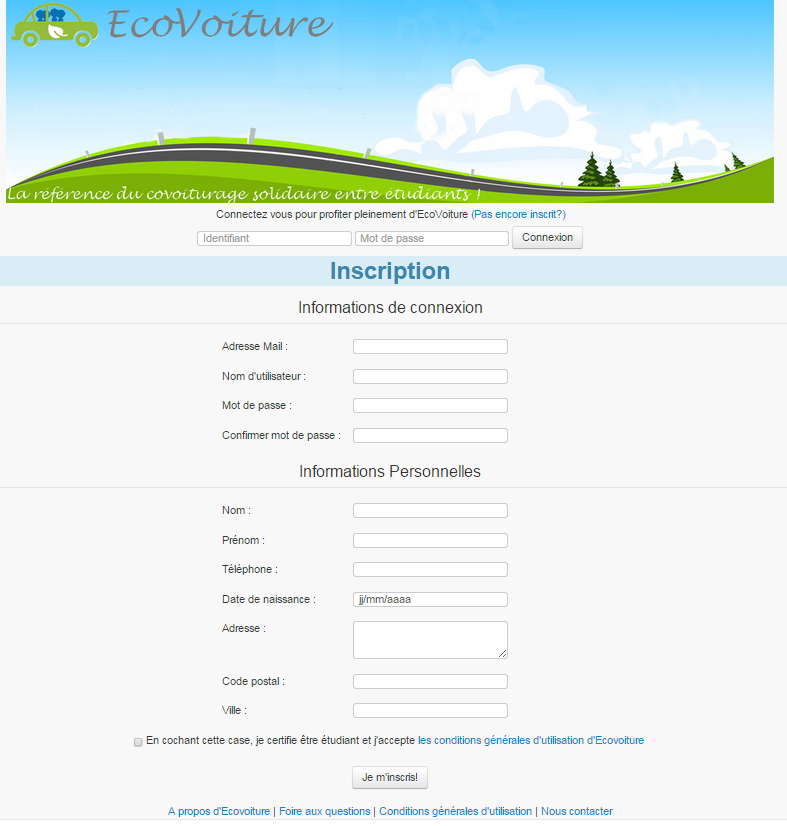 EcoVoiture
La référence du covoiturage solidaire entre étudiants !
Connectez vous pour profiter pleinement d'EcoVoiture (Pas encore inscrit?)
Identifiant Mot de passe Connexion
Inscription
Informations de connexion
Adresse Mail :
Nom d'utilisateur :
Mot de passe :
Confirmer mot de passe :
Informations Personnelles
Nom :
Prénom :
Téléphone :
Date de naissance : jj/mm/aaaa
Adresse :
Code postal :
Ville :
En cochant cette case, je certifie être étudiant et j'accepte les conditions générales d'utilisation d'Ecovoiture
Je m'inscris!
A propos d'Ecovoiture | Foire aux questions | Conditions générales d'utilisation | Nous contacter